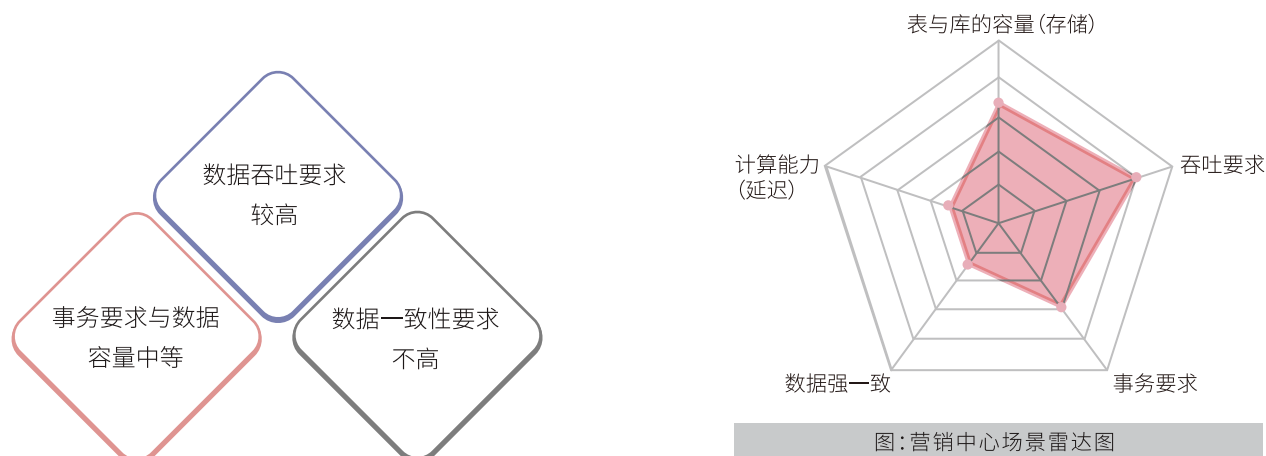 数据吞吐要求
较高
事务要求与数据
容量中等
数据一致性要求
不高
表与库的容量(存储)
计算能力
(延迟)
吞吐要求
数据强一致
事务要求
图:营销中心场景雷达图